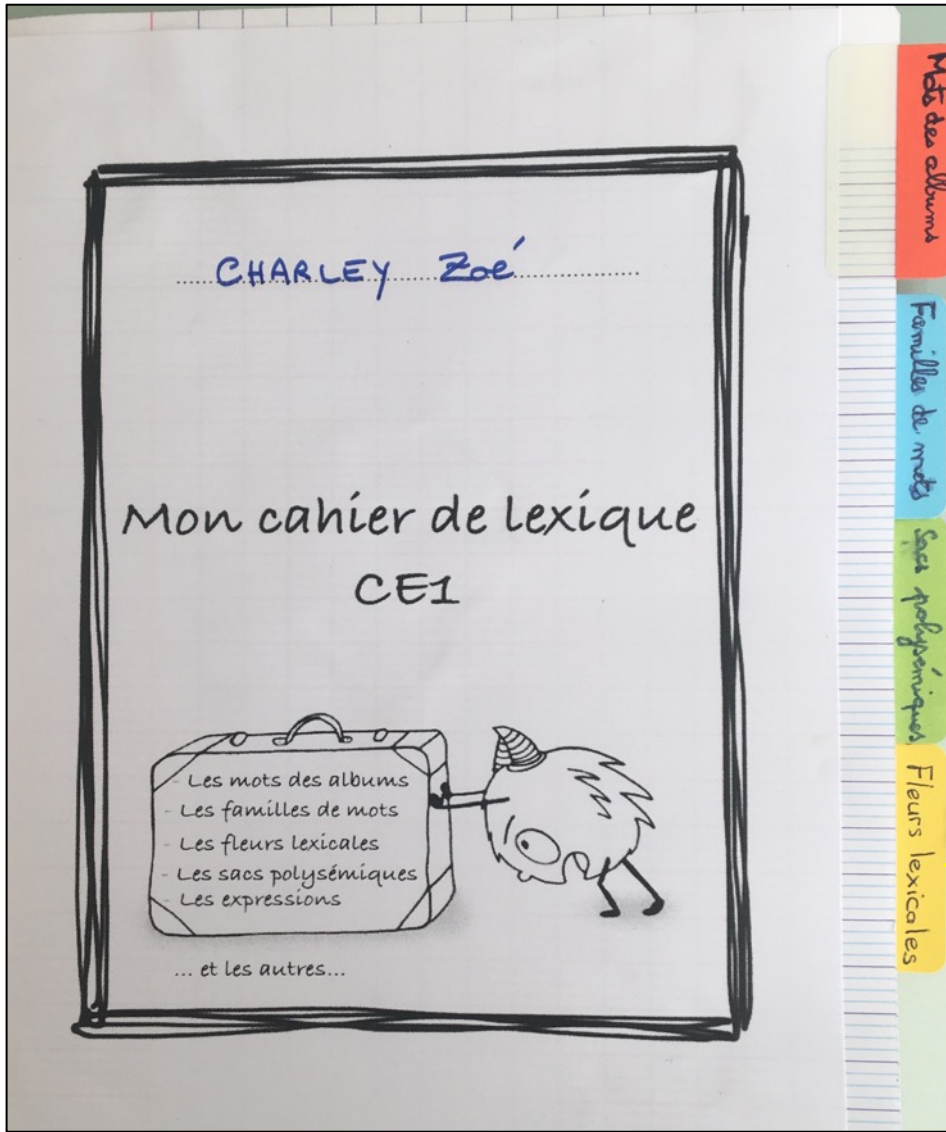 CHARLEY Zoé
Mon cahier de lexique
CE1
- Les mots des albums
- Les familles de mots
- Les fleurs lexicales
- Les sacs polysémiques
- Les expressions
... et les autres...
Mots des albums
Familles de mots
Sacs polysémiques
Fleurs lexicales